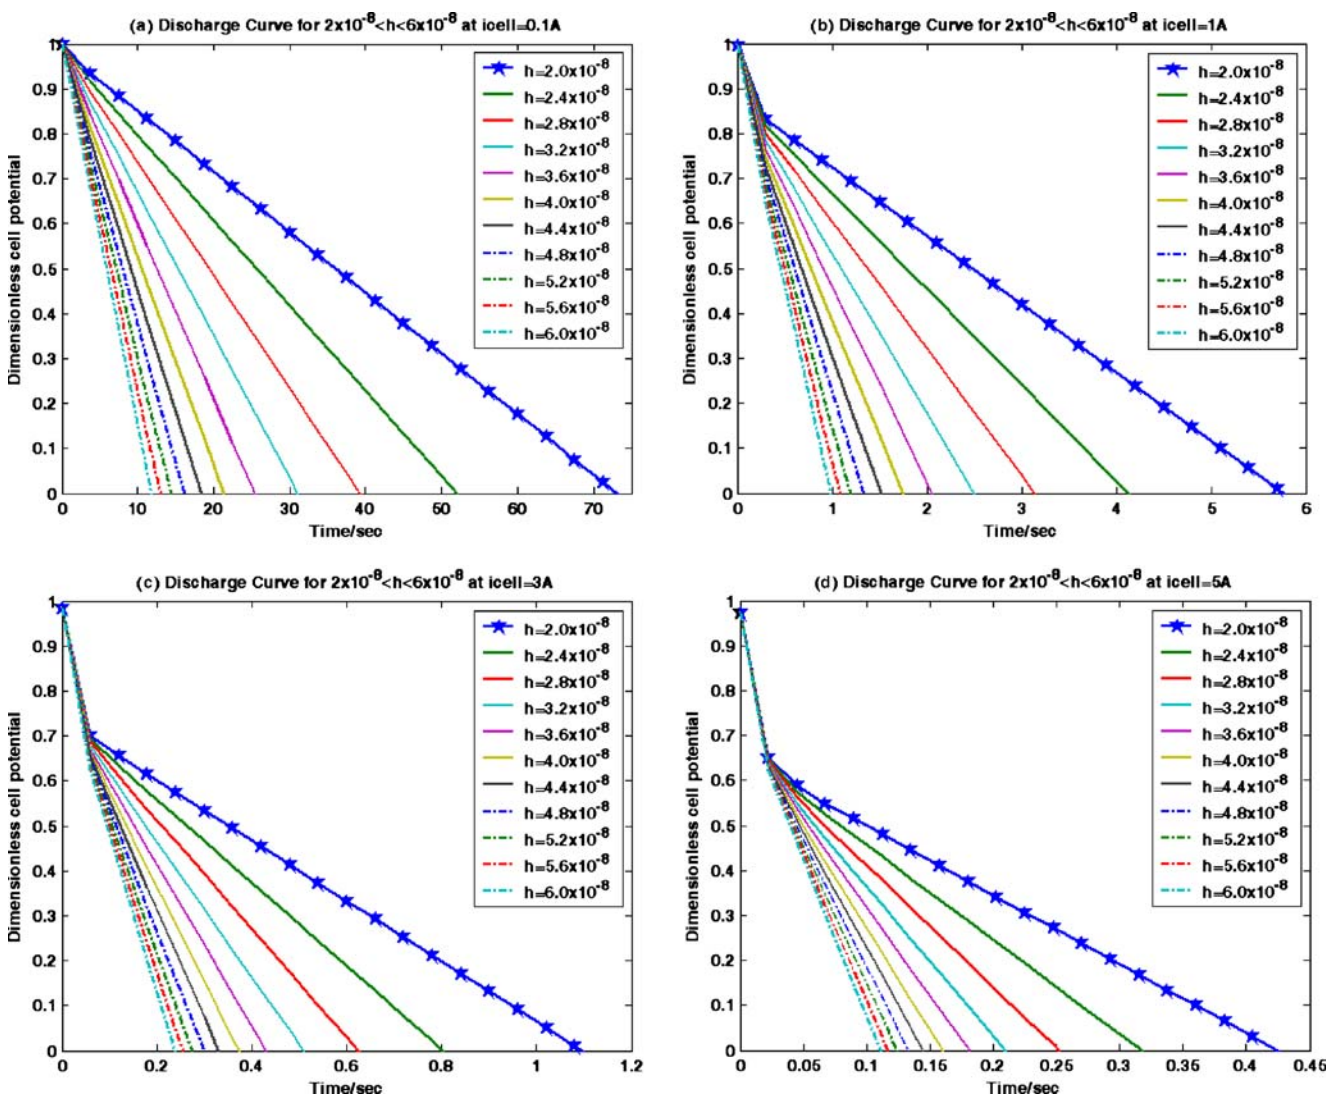 (a) Discharge Curve for 2x10⁻⁸<h<6x10⁻⁸ at icell=0.1A
1
0.9
0.8
0.7
0.6
0.5
0.4
0.3
0.2
0.1
0
Dimensionless cell potential
h=2.0x10⁻⁸
h=2.4x10⁻⁸
h=2.8x10⁻⁸
h=3.2x10⁻⁸
h=3.6x10⁻⁸
h=4.0x10⁻⁸
h=4.4x10⁻⁸
h=4.8x10⁻⁸
h=5.2x10⁻⁸
h=5.6x10⁻⁸
h=6.0x10⁻⁸
0 10 20 30 40 50 60 70
Time/sec
(b) Discharge Curve for 2x10⁻⁸<h<6x10⁻⁸ at icell=1A
1
0.9
0.8
0.7
0.6
0.5
0.4
0.3
0.2
0.1
0
Dimensionless cell potential
h=2.0x10⁻⁸
h=2.4x10⁻⁸
h=2.8x10⁻⁸
h=3.2x10⁻⁸
h=3.6x10⁻⁸
h=4.0x10⁻⁸
h=4.4x10⁻⁸
h=4.8x10⁻⁸
h=5.2x10⁻⁸
h=5.6x10⁻⁸
h=6.0x10⁻⁸
0 1 2 3 4 5 6
Time/sec
(c) Discharge Curve for 2x10⁻⁸<h<6x10⁻⁸ at icell=3A
1
0.9
0.8
0.7
0.6
0.5
0.4
0.3
0.2
0.1
0
Dimensionless cell potential
h=2.0x10⁻⁸
h=2.4x10⁻⁸
h=2.8x10⁻⁸
h=3.2x10⁻⁸
h=3.6x10⁻⁸
h=4.0x10⁻⁸
h=4.4x10⁻⁸
h=4.8x10⁻⁸
h=5.2x10⁻⁸
h=5.6x10⁻⁸
h=6.0x10⁻⁸
0 0.2 0.4 0.6 0.8 1 1.2
Time/sec
(d) Discharge Curve for 2x10⁻⁸<h<6x10⁻⁸ at icell=5A
1
0.9
0.8
0.7
0.6
0.5
0.4
0.3
0.2
0.1
0
Dimensionless cell potential
h=2.0x10⁻⁸
h=2.4x10⁻⁸
h=2.8x10⁻⁸
h=3.2x10⁻⁸
h=3.6x10⁻⁸
h=4.0x10⁻⁸
h=4.4x10⁻⁸
h=4.8x10⁻⁸
h=5.2x10⁻⁸
h=5.6x10⁻⁸
h=6.0x10⁻⁸
0 0.05 0.1 0.15 0.2 0.25 0.3 0.35 0.4 0.45
Time/sec